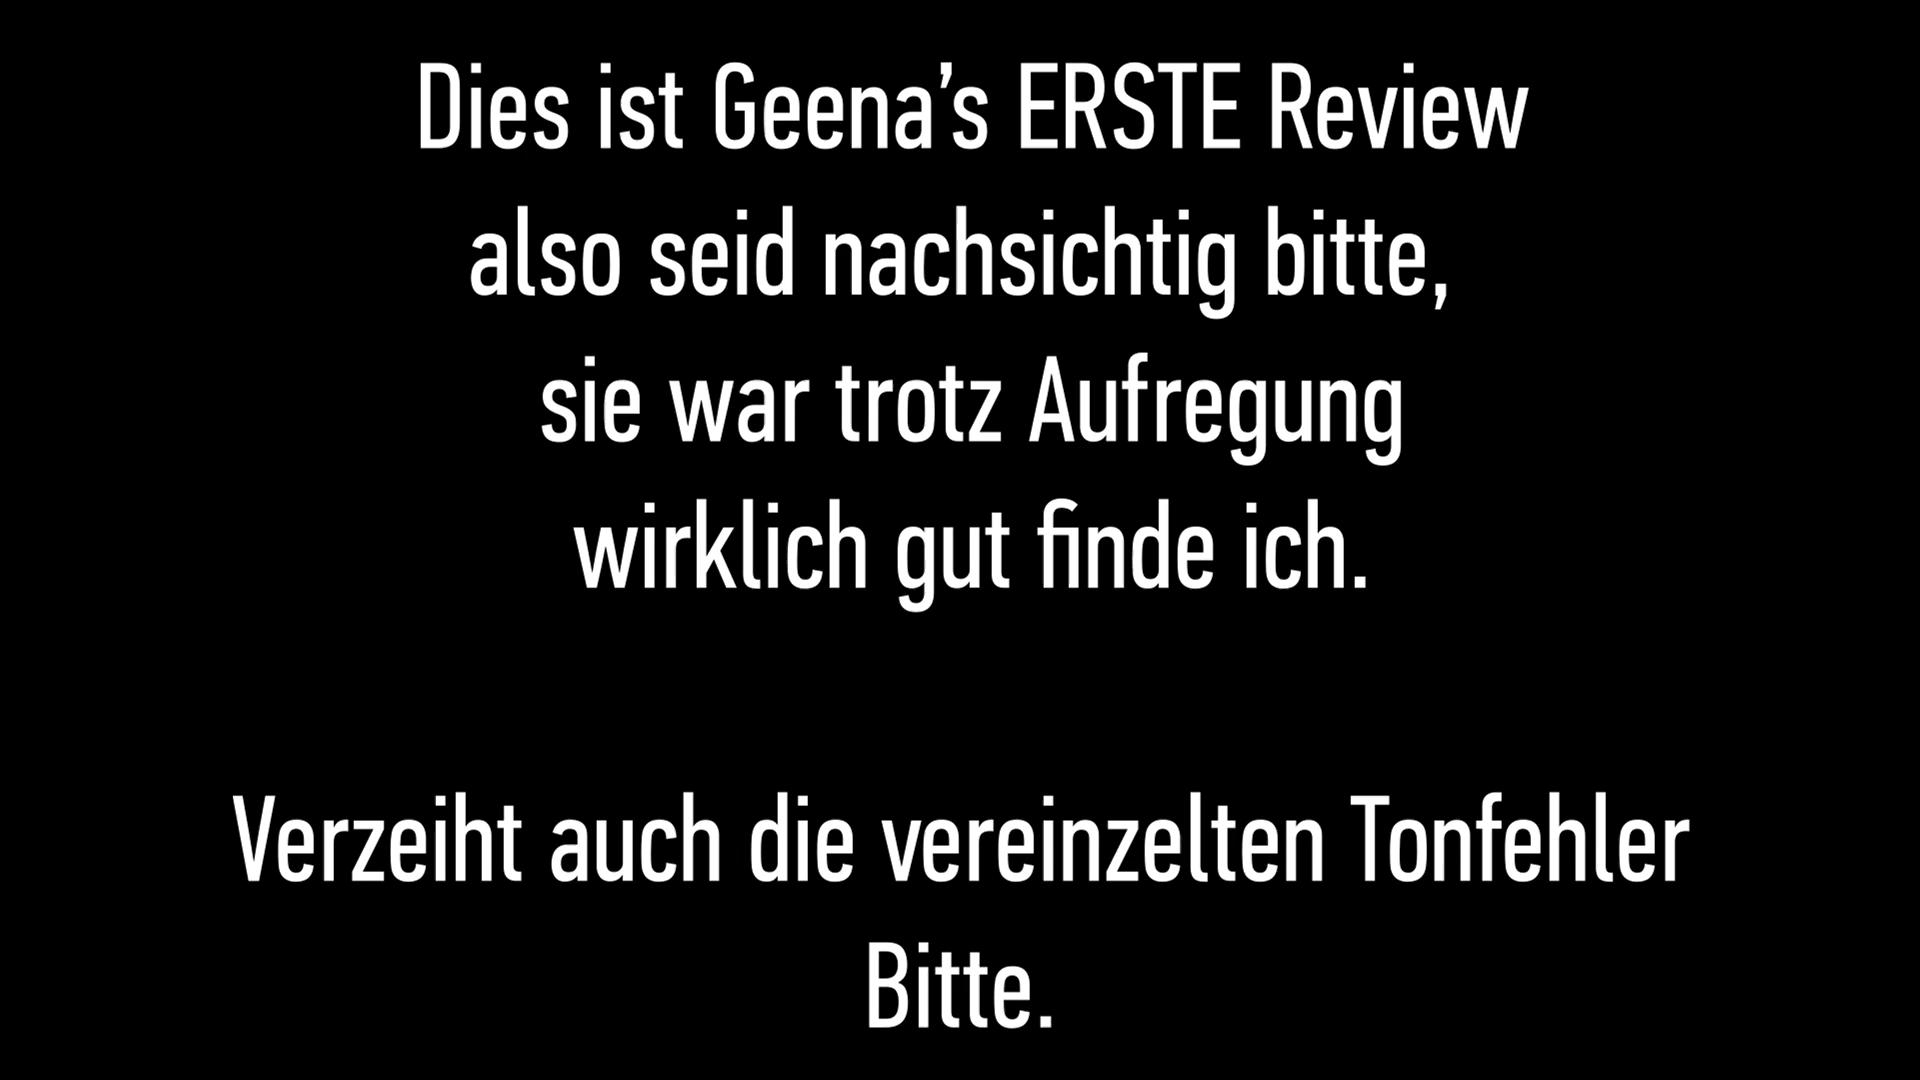 Dies ist Geena’s ERSTE Review
also seid nachsichtig bitte,
sie war trotz Aufregung
wirklich gut finde ich.
Verzeiht auch die vereinzelten Tonfehler
Bitte.